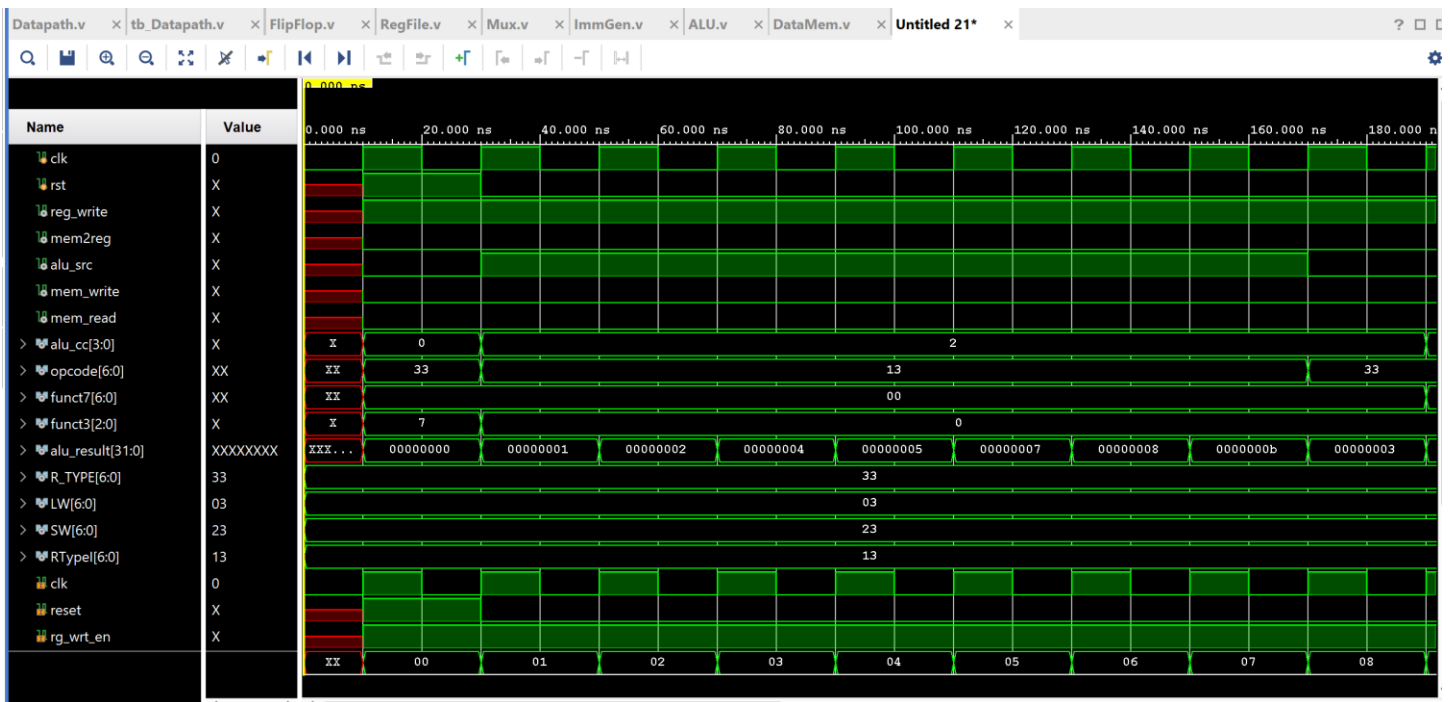 Datapath.v × tb_Datapath.v × FlipFlop.v × RegFile.v × Mux.v × ImmGen.v × ALU.v × DataMem.v × Untitled 21* × ?
0.000 ns
Name Value 0.000 ns 20.000 ns 40.000 ns 60.000 ns 80.000 ns 100.000 ns 120.000 ns 140.000 ns 160.000 ns 180.000 n
clk 0
rst X
reg_write X
mem2reg X
alu_src X
mem_write X
mem_read X
> alu_cc[3:0] X X 0 2
> opcode[6:0] XX XX 33 13 33
> funct7[6:0] XX XX 00
> funct3[2:0] X X 7 0
> alu_result[31:0] XXXXXXXX XXX... 00000000 00000001 00000002 00000004 00000005 00000007 00000008 0000000b 00000003
> R_TYPE[6:0] 33 33
> LW[6:0] 03 03
> SW[6:0] 23 23
> RTypeI[6:0] 13 13
clk 0
reset X
rg_wrt_en X
XX 00 01 02 03 04 05 06 07 08